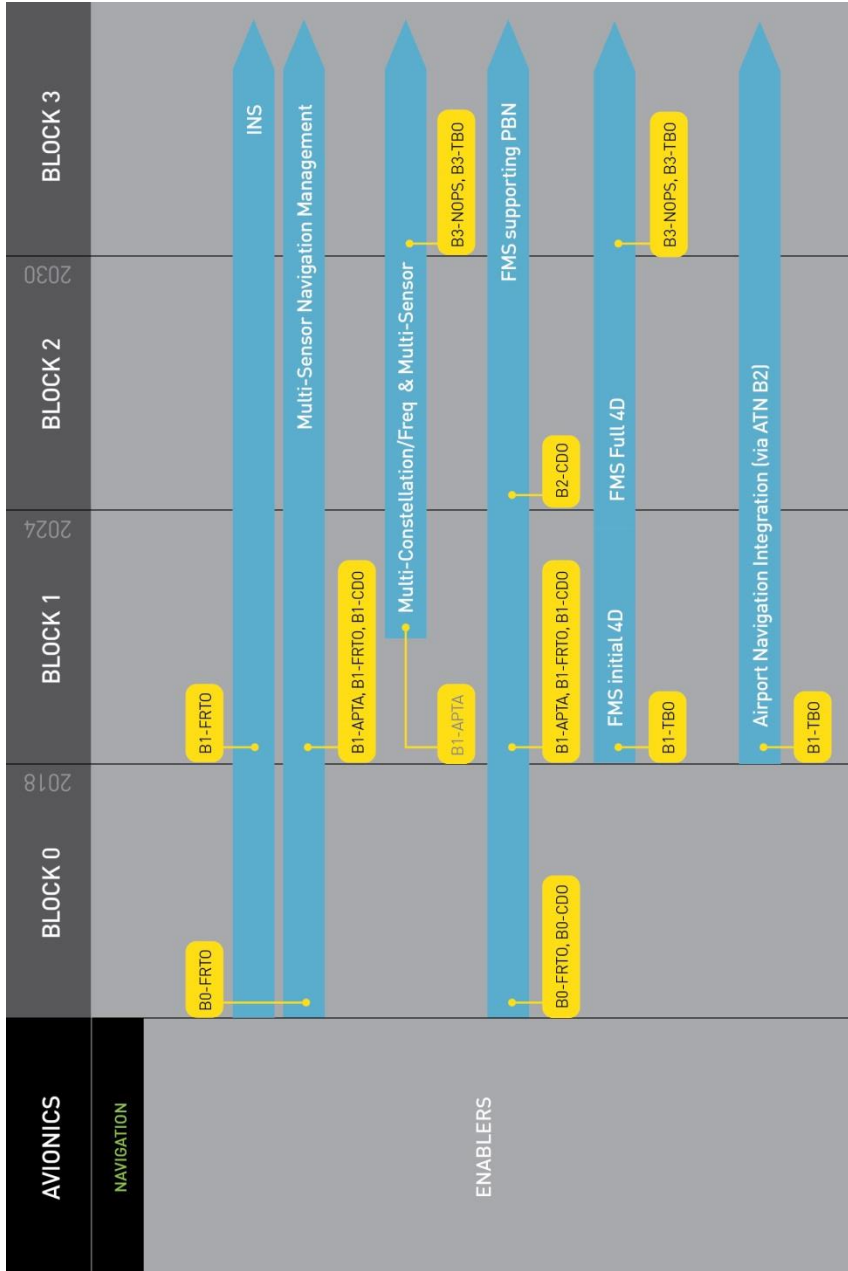 AVIONICS
BLOCK 0
2018
BLOCK 1
2024
BLOCK 2
2030
BLOCK 3
NAVIGATION
ENABLERS
B1-FRTO
INS
B0-FRTO
Multi-Sensor Navigation Management
B1-APTA, B1-FRTO, B1-CDO
Multi-Constellation/Freq & Multi-Sensor
B1-APTA
B3-NOPS, B3-TBO
FMS supporting PBN
B0-FRTO, B0-CDO
B1-APTA, B1-FRTO, B1-CDO
B2-CDO
FMS initial 4D
FMS Full 4D
B1-TBO
B3-NOPS, B3-TBO
Airport Navigation Integration (via ATN B2)
B1-TBO